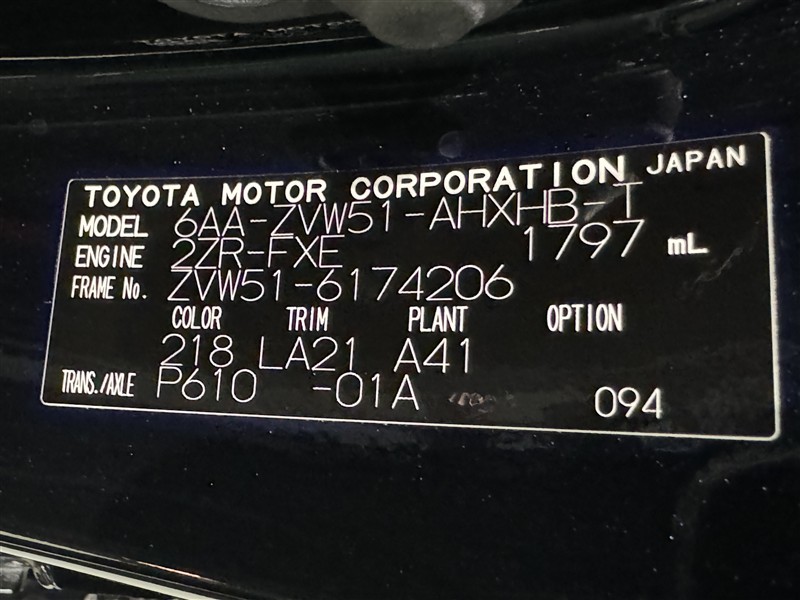 TOYOTA MOTOR CORPORATION JAPAN
MODEL 6AA-ZVW51-AHXHB-T
ENGINE 2ZR-FXE 1797 mL
FRAME No. ZVW51-6174206
COLOR TRIM PLANT OPTION
218 LA21 A41
TRANS./AXLE P610 -01A 094